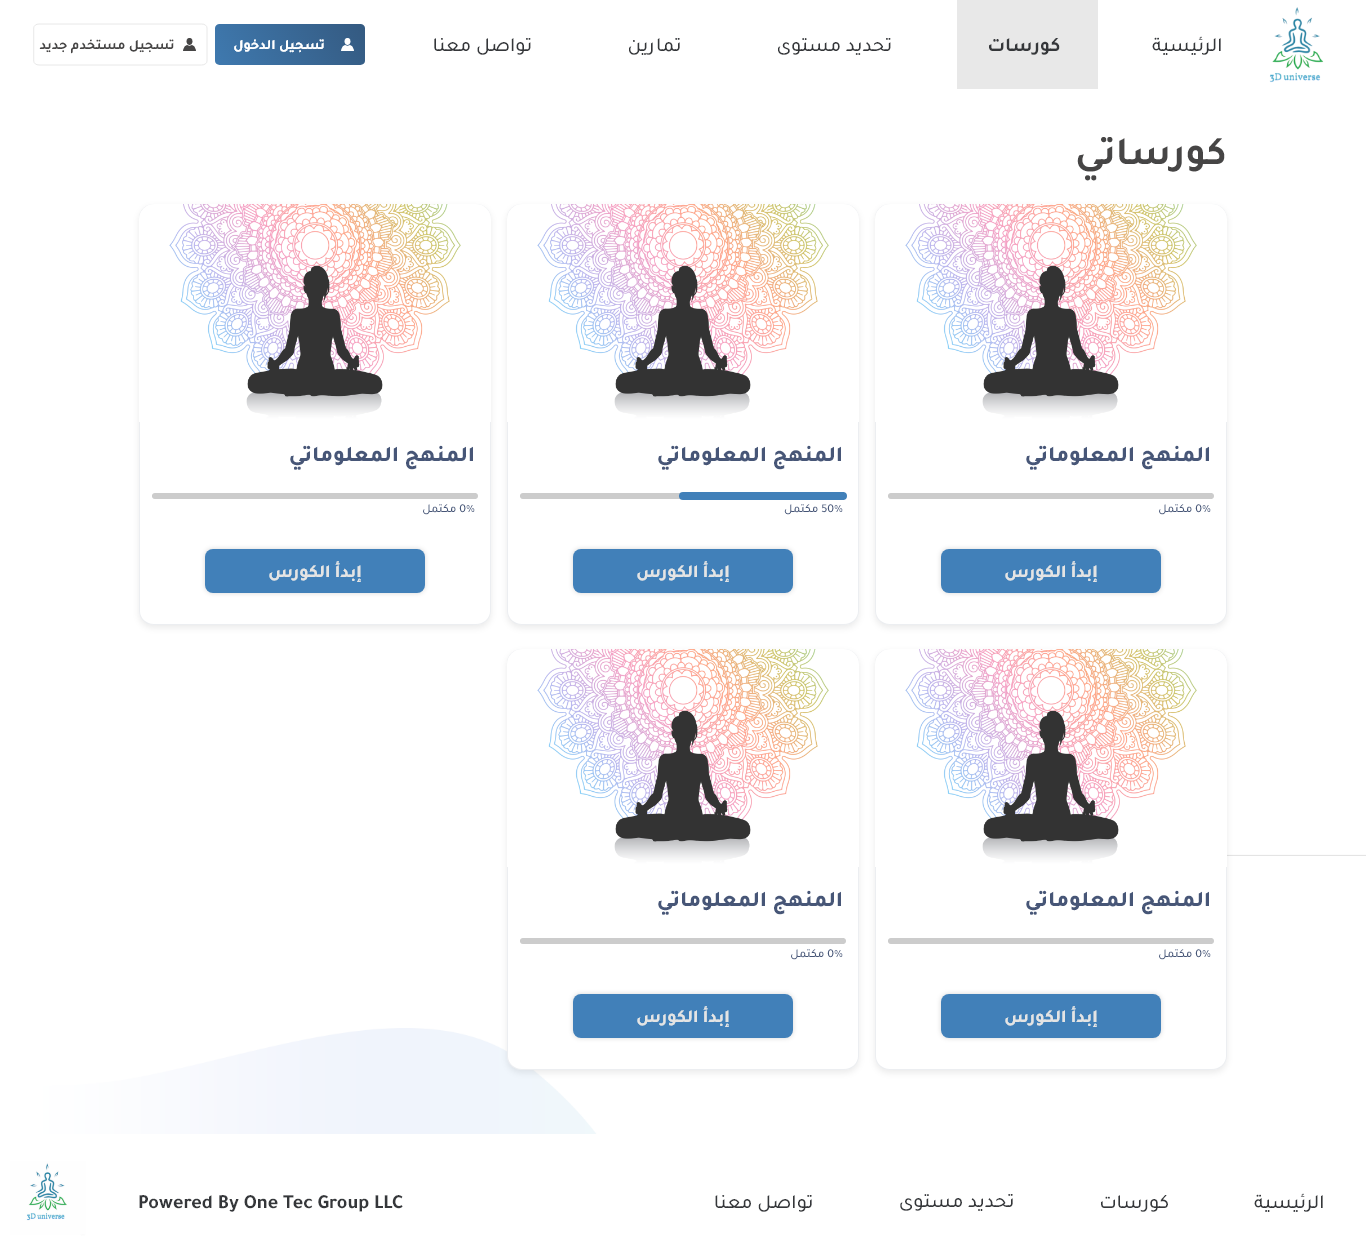 3D universe
الرئيسية
كورسات
تحديد مستوى
تمارين
تواصل معنا
تسجيل الدخول
تسجيل مستخدم جديد
كورساتي
المنهج المعلوماتي
0% مكتمل
إبدأ الكورس
المنهج المعلوماتي
50% مكتمل
إبدأ الكورس
المنهج المعلوماتي
0% مكتمل
إبدأ الكورس
المنهج المعلوماتي
0% مكتمل
إبدأ الكورس
المنهج المعلوماتي
0% مكتمل
إبدأ الكورس
الرئيسية
كورسات
تحديد مستوى
تواصل معنا
Powered By One Tec Group LLC
3D universe